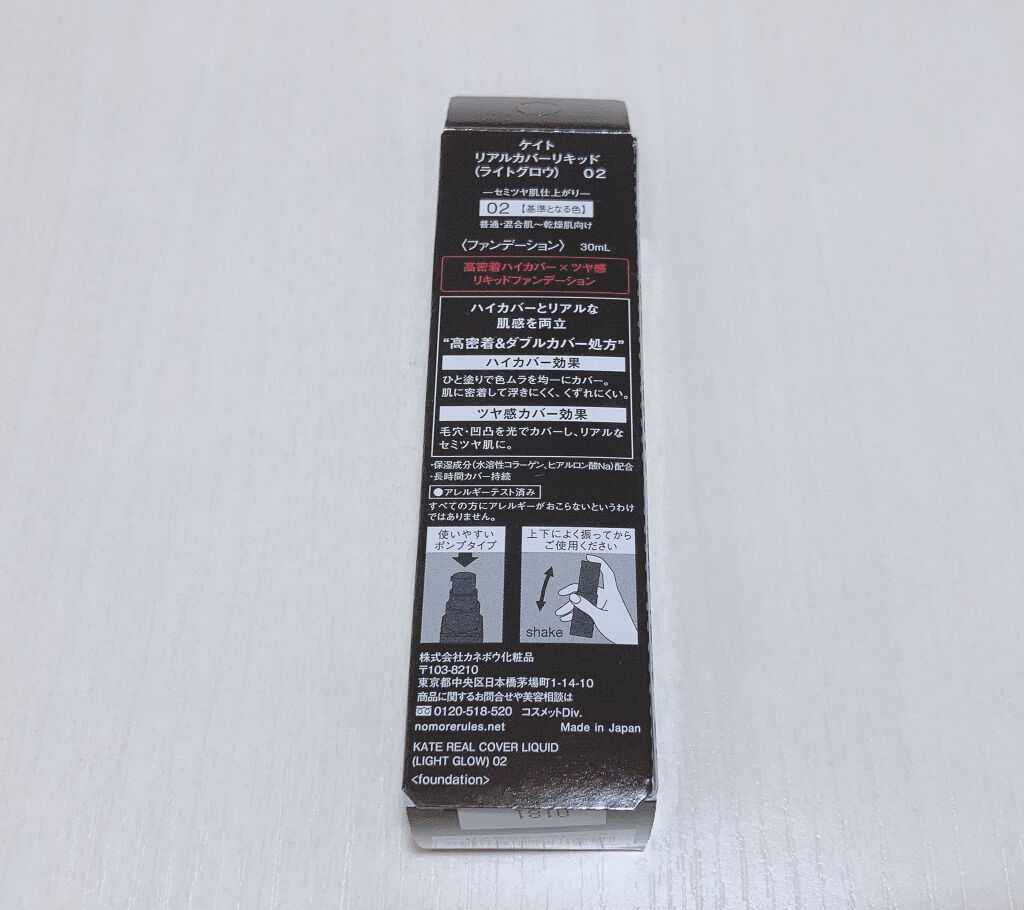 ケイト
リアルカバーリキッド
(ライトグロウ) 02
―セミツヤ肌仕上がり―
02 【基準となる色】
普通・混合肌〜乾燥肌向け
〈ファンデーション〉 30mL
高密着ハイカバー×ツヤ感
リキッドファンデーション
ハイカバーとリアルな
肌感を両立
“高密着&ダブルカバー処方”
ハイカバー効果
ひと塗りで色ムラを均一にカバー。
肌に密着して浮きにくく、くずれにくい。
ツヤ感カバー効果
毛穴・凹凸を光でカバーし、リアルな
セミツヤ肌に。
・保湿成分(水溶性コラーゲン、ヒアルロン酸Na)配合
・長時間カバー持続
●アレルギーテスト済み
すべての方にアレルギーがおこらないというわけ
ではありません。
使いやすい
ポンプタイプ
上下によく振ってから
ご使用ください
shake
株式会社カネボウ化粧品
〒103-8210
東京都中央区日本橋茅場町1-14-10
商品に関するお問合せや美容相談は
0120-518-520 コスメットDiv.
nomorerules.net Made in Japan
KATE REAL COVER LIQUID
(LIGHT GLOW) 02
<foundation>